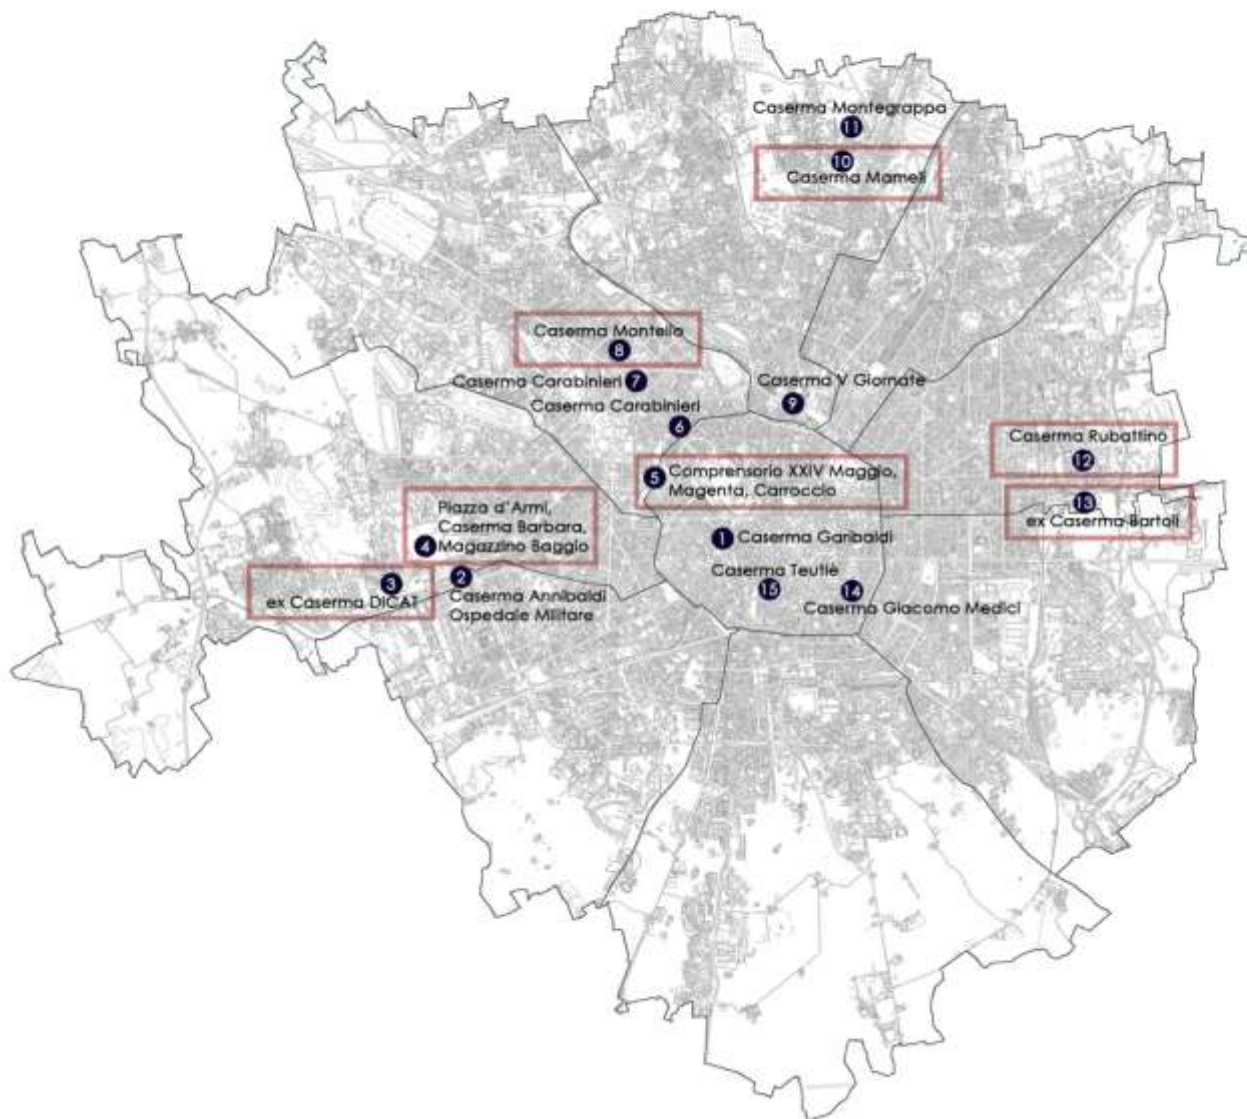 Caserma Montegrappa
11
10
Caserma Mameli
Caserma Montello
8
Caserma Carabinieri 7
Caserma V Giornate
9
Caserma Carabinieri
6
Caserma Rubattino
12
5 Comprensorio XXIV Maggio,
Magenta, Carroccio
13
ex Caserma Bartoli
Piazza d'Armi,
Caserma Barbara,
4 Magazzino Baggio
1 Caserma Garibaldi
3
ex Caserma DICAT
2
Caserma Annibaldi
Ospedale Militare
Caserma Teutliè
15
14
Caserma Giacomo Medici